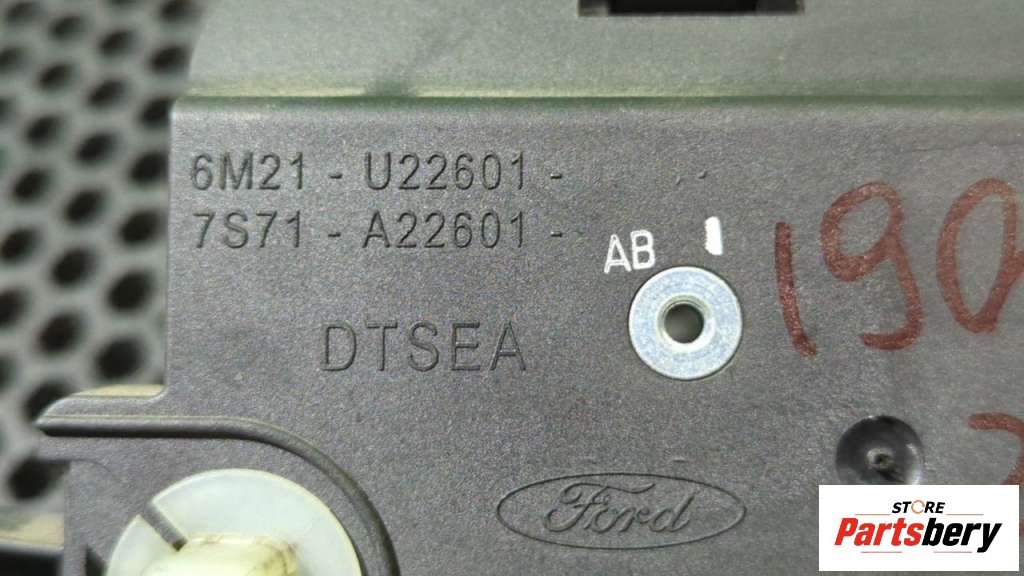 6M21 - U22601 -
7S71 - A22601 - AB
DTSEA
Ford
STORE
Partsbery